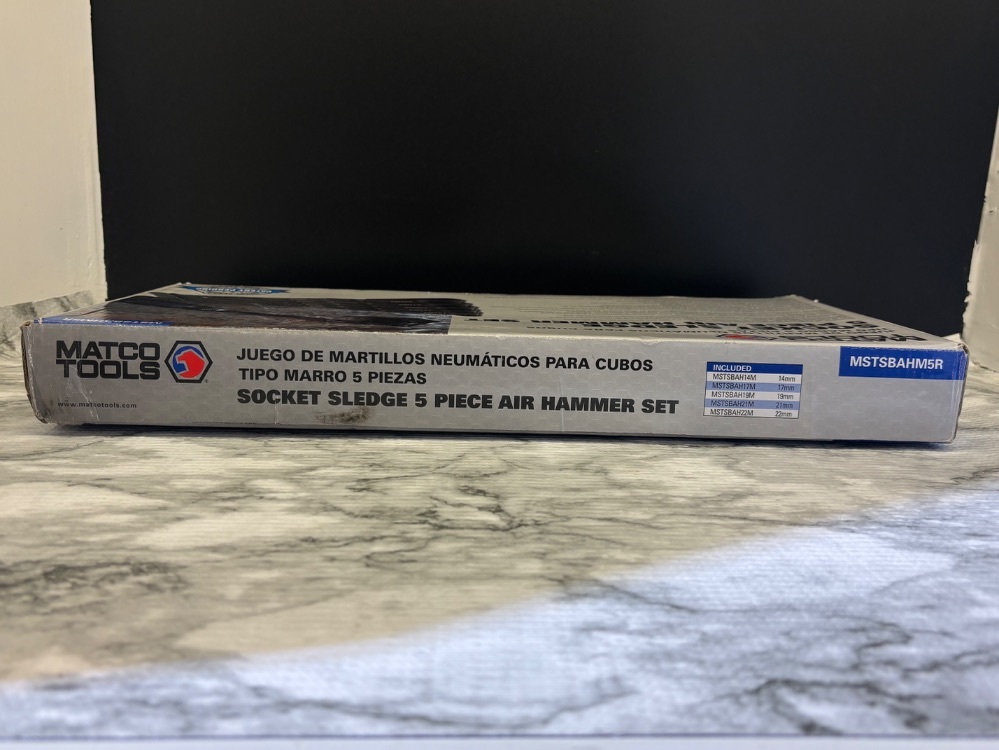 MATCO
TOOLS
www.matcotools.com
JUEGO DE MARTILLOS NEUMÁTICOS PARA CUBOS
TIPO MARRO 5 PIEZAS
SOCKET SLEDGE 5 PIECE AIR HAMMER SET
INCLUDED
MSTSBAH14M 14mm
MSTSBAH17M 17mm
MSTSBAH19M 19mm
MSTSBAH21M 21mm
MSTSBAH22M 22mm
MSTSBAHM5R